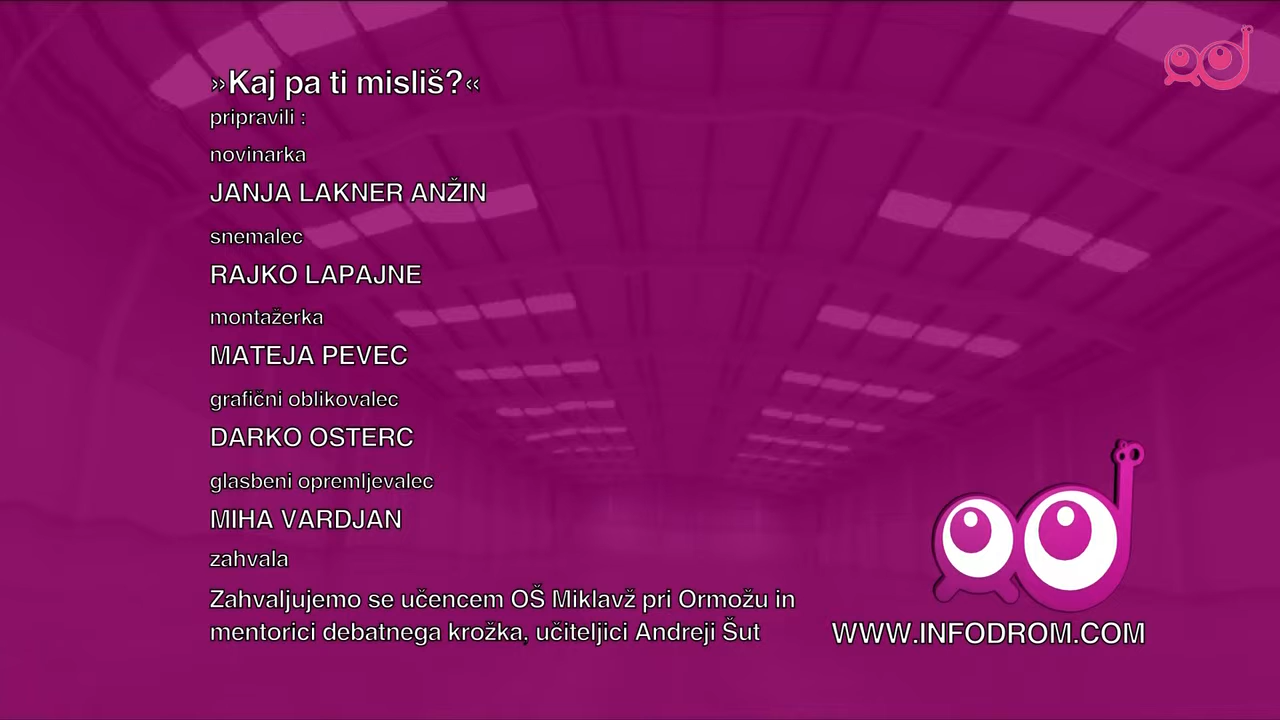 »Kaj pa ti misliš?«
pripravili :
novinarka
JANJA LAKNER ANŽIN
snemalec
RAJKO LAPAJNE
montažerka
MATEJA PEVEC
grafični oblikovalec
DARKO OSTERC
glasbeni opremljevalec
MIHA VARDJAN
zahvala
Zahvaljujemo se učencem OŠ Miklavž pri Ormožu in
mentorici debatnega krožka, učiteljici Andreji Šut
WWW.INFODROM.COM